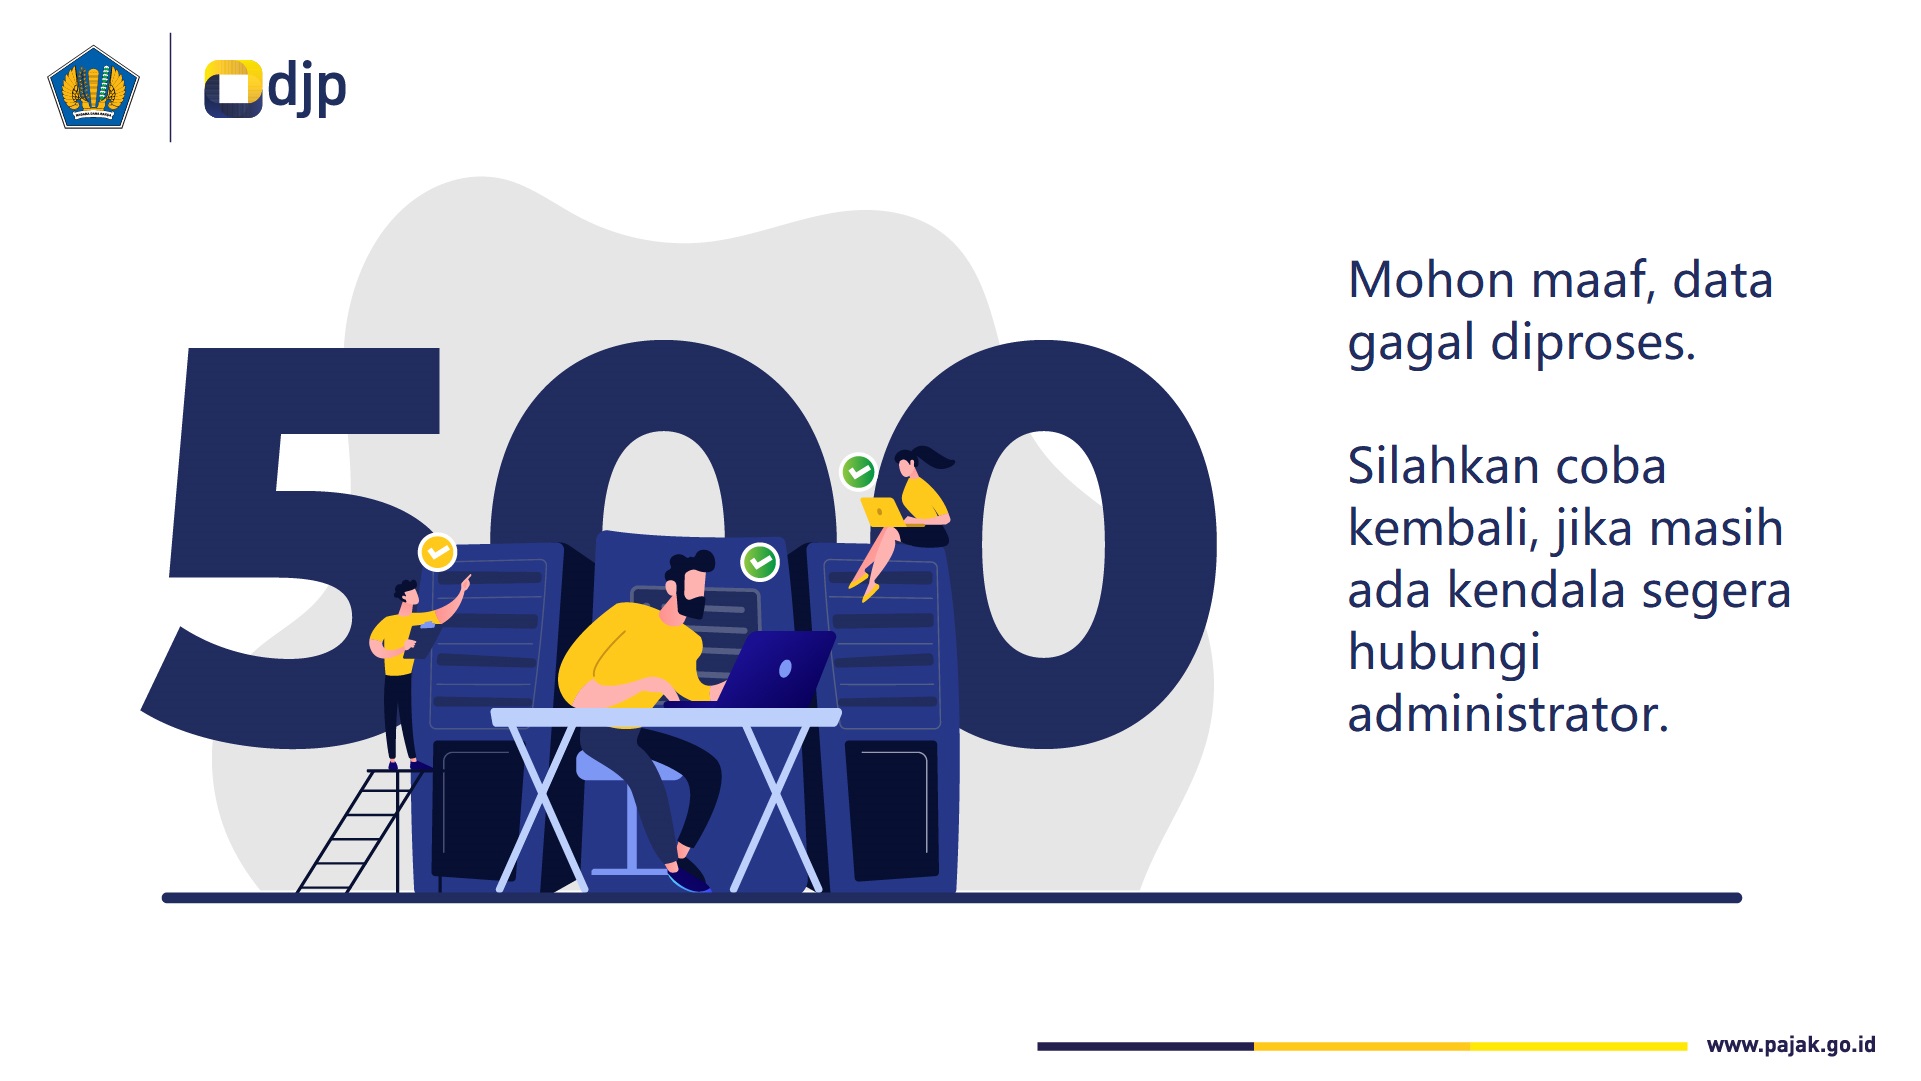 djp
500
Mohon maaf, data
gagal diproses.
Silahkan coba
kembali, jika masih
ada kendala segera
hubungi
administrator.
www.pajak.go.id